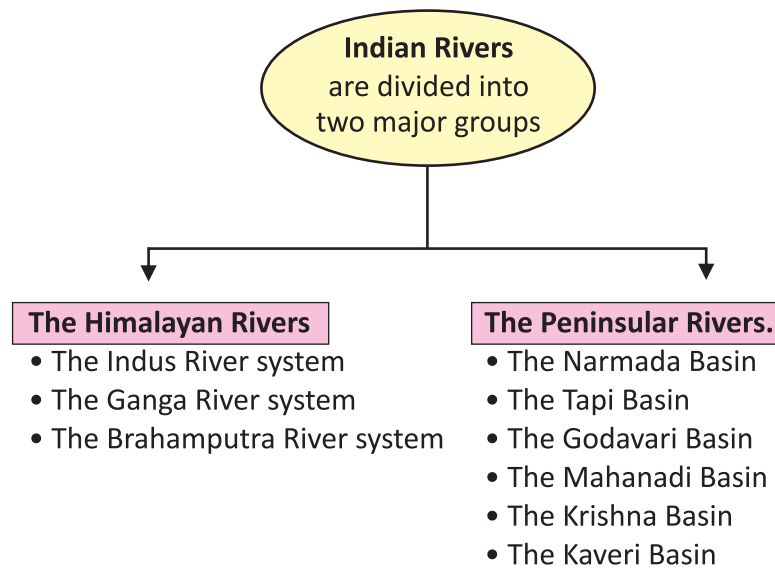 Indian Rivers
are divided into
two major groups
The Himalayan Rivers
• The Indus River system
• The Ganga River system
• The Brahamputra River system
The Peninsular Rivers.
• The Narmada Basin
• The Tapi Basin
• The Godavari Basin
• The Mahanadi Basin
• The Krishna Basin
• The Kaveri Basin